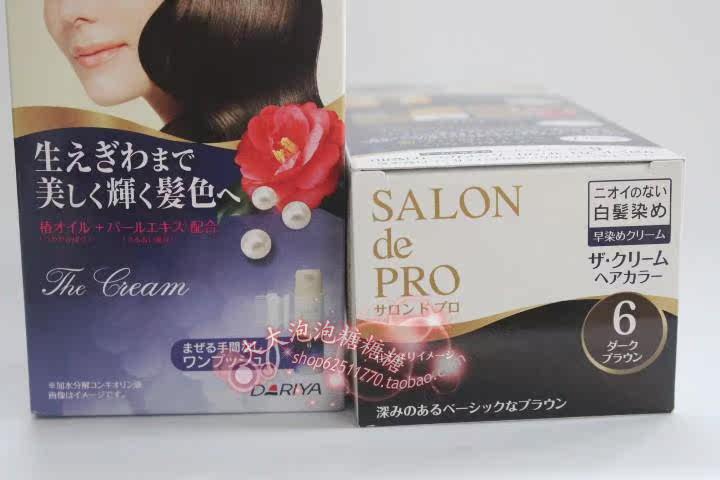 生えぎわまで
美しく輝く髪色へ
椿オイル+パールエキス 配合
The Cream
まぜる手間な
ワンプッシュ
※加水分解コンキオリン液
画像はイメージです。
DARIYA
SALON
de
PRO
サロンドプロ
ニオイのない
白髪染め
早染めクリーム
ザ・クリーム
ヘアカラー
6
ダーク
ブラウン
イメージ
深みのあるベーシックなブラウン
大大泡泡糖糖糖
shop62511770.taobao.com